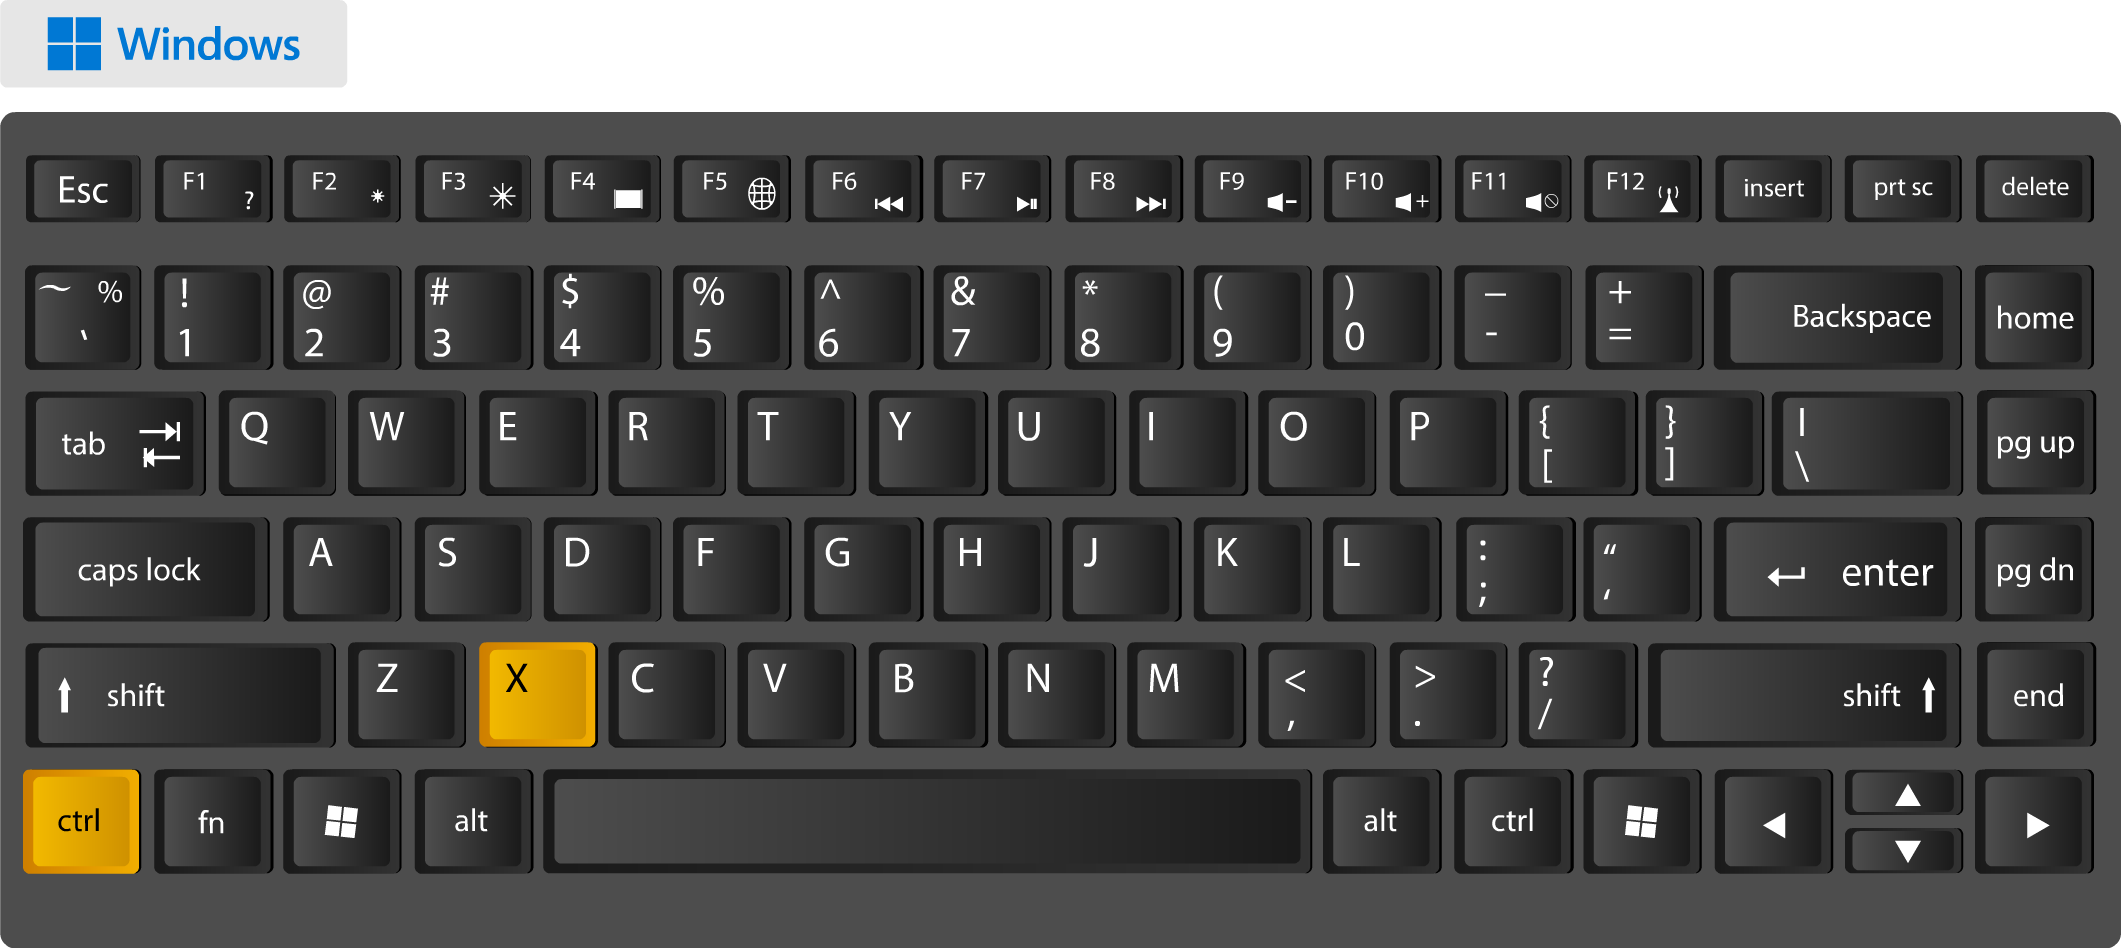 Windows
Esc F1 ? F2 F3 F4 F5 F6 F7 F8 F9 F10 + F11 F12 insert prt sc delete
~ % ! @ # $ % ^ & * ( ) _ +
` 1 2 3 4 5 6 7 8 9 0 - = Backspace home
tab Q W E R T Y U I O P { } | pg up
[ ] \
caps lock A S D F G H J K L : “ enter pg dn
; ‘
shift Z X C V B N M < > ? shift end
, . /
ctrl fn alt alt ctrl